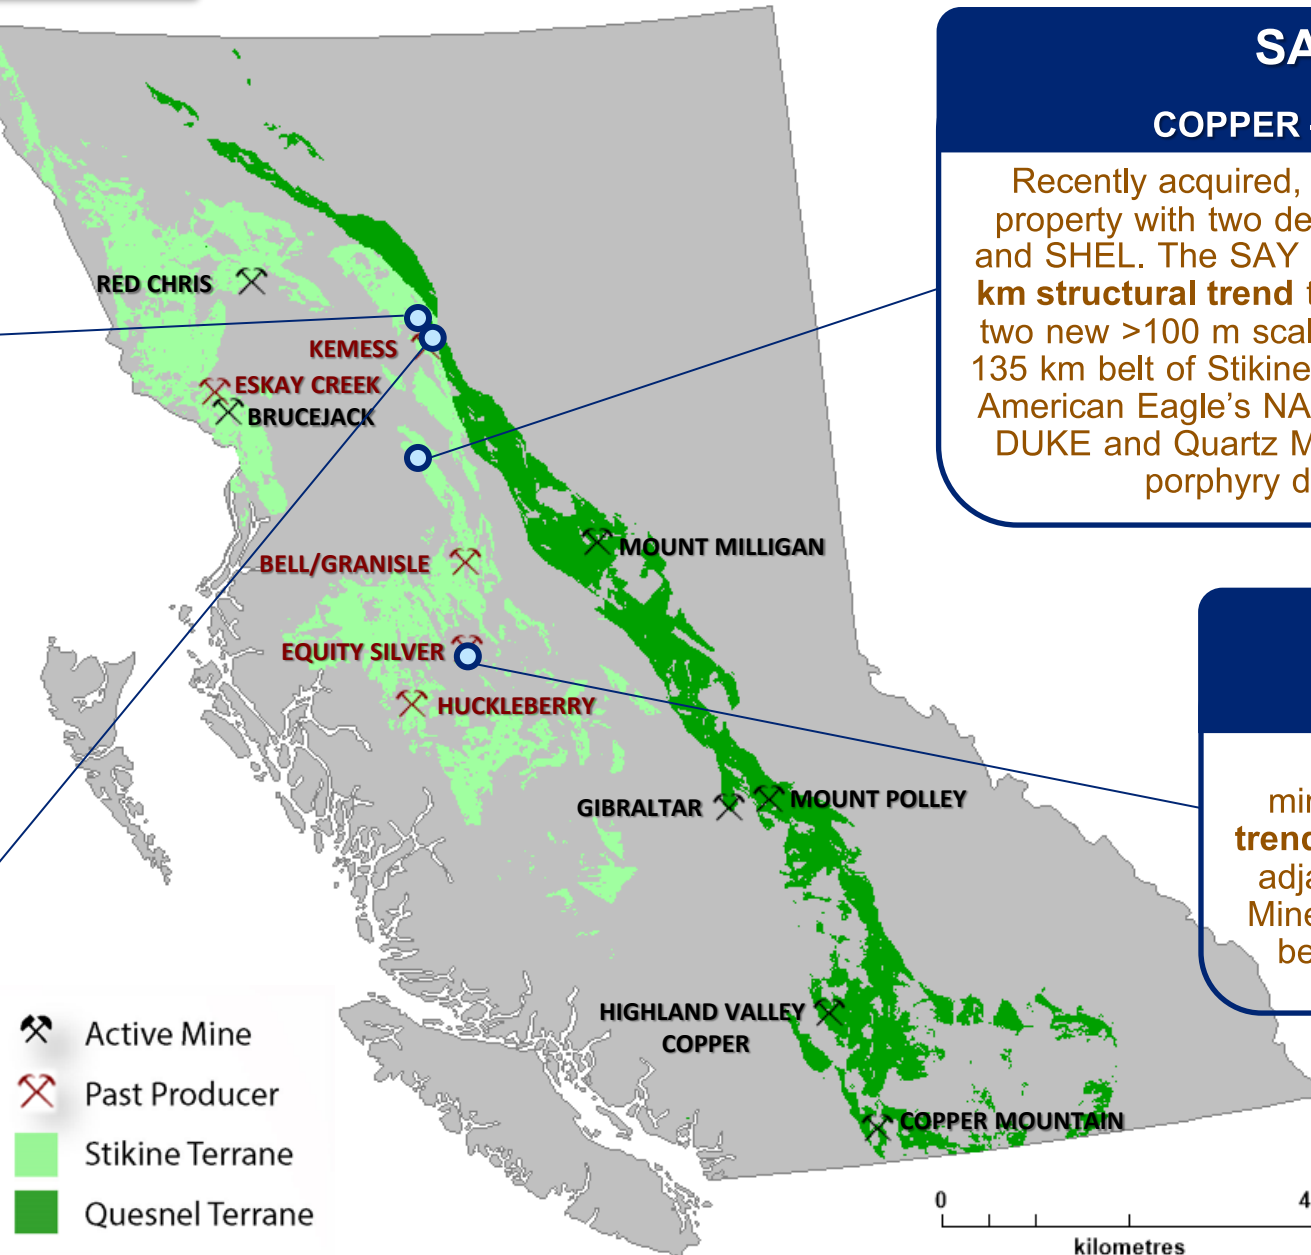 SA
COPPER
Recently acquired,
property with two de
and SHEL. The SAY
km structural trend t
two new >100 m scal
135 km belt of Stikine
American Eagle's NA
DUKE and Quartz M
porphyry d
RED CHRIS
KEMESS
ESKAY CREEK
BRUCEJACK
MOUNT MILLIGAN
BELL/GRANISLE
EQUITY SILVER
HUCKLEBERRY
min
trend
adja
Mine
be
GIBRALTAR
MOUNT POLLEY
HIGHLAND VALLEY
COPPER
COPPER MOUNTAIN
Active Mine
Past Producer
Stikine Terrane
Quesnel Terrane
0 4
kilometres